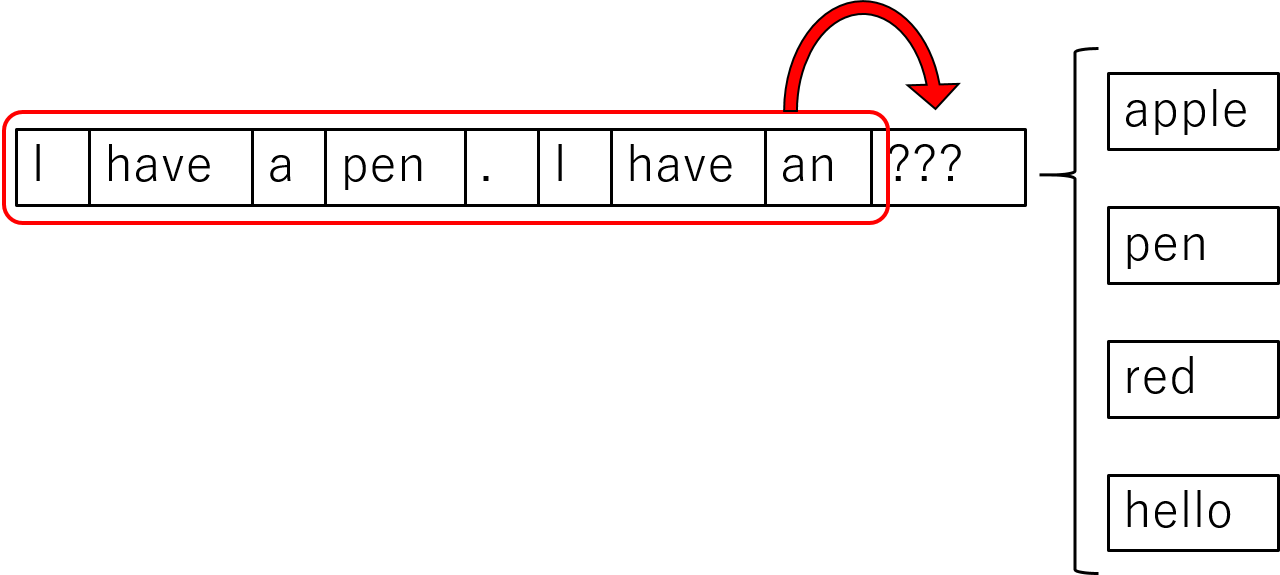 I have a pen . I have an ???
apple
pen
red
hello